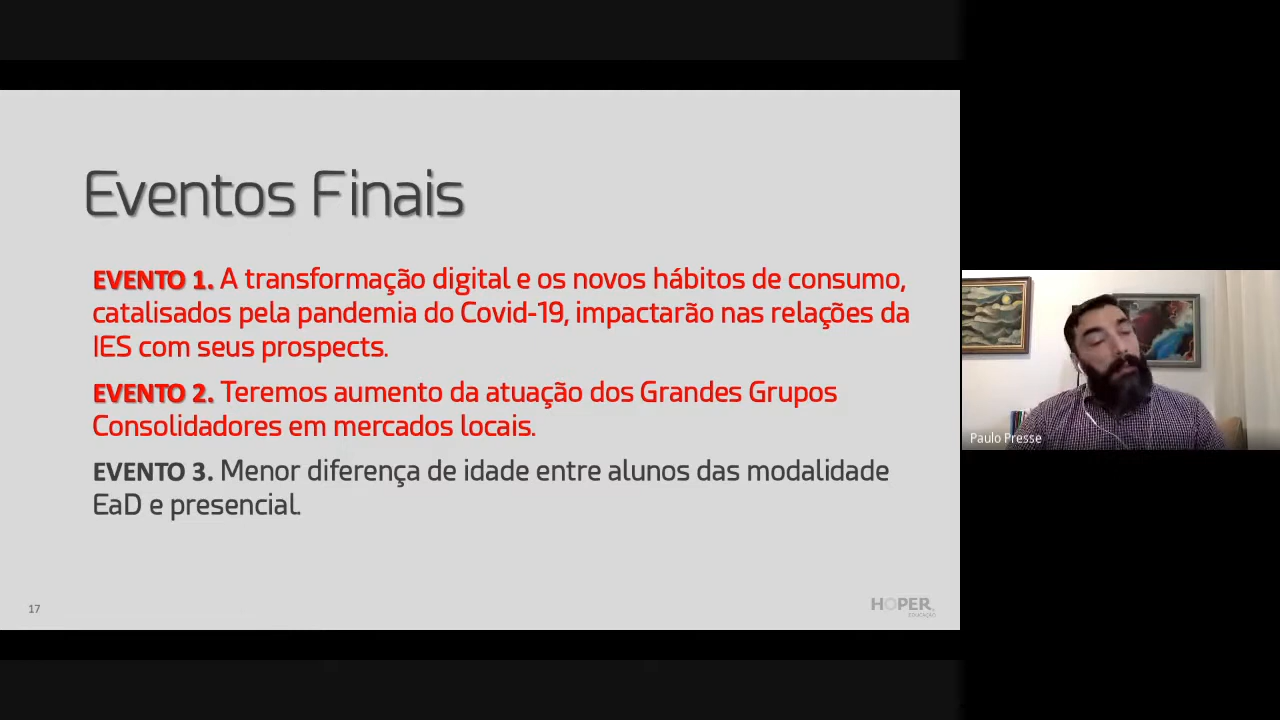 Eventos Finais
EVENTO 1. A transformação digital e os novos hábitos de consumo,
catalisados pela pandemia do Covid-19, impactarão nas relações da
IES com seus prospects.
EVENTO 2. Teremos aumento da atuação dos Grandes Grupos
Consolidadores em mercados locais.
EVENTO 3. Menor diferença de idade entre alunos das modalidade
EaD e presencial.
17
HOPER
EDUCAÇÃO
Paulo Presse